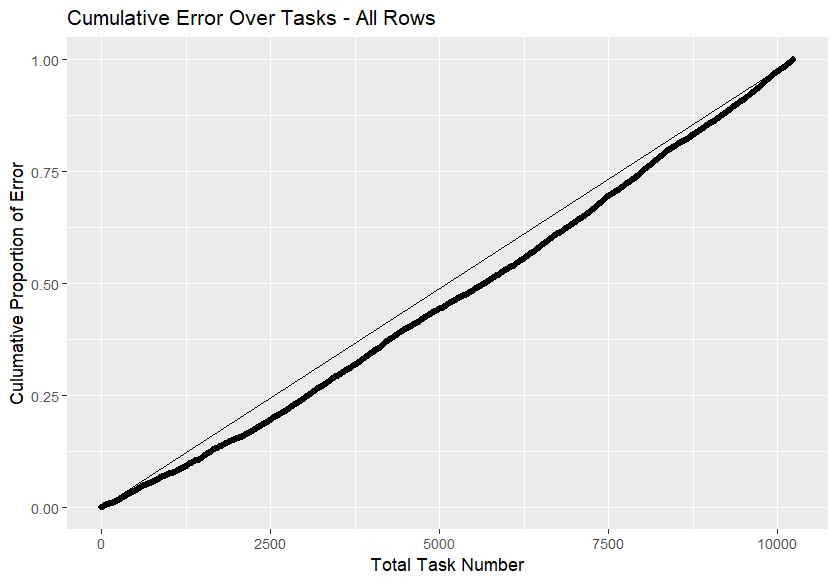 Cumulative Error Over Tasks - All Rows
1.00
0.75
0.50
0.25
0.00
Culumative Proportion of Error
0 2500 5000 7500 10000
Total Task Number